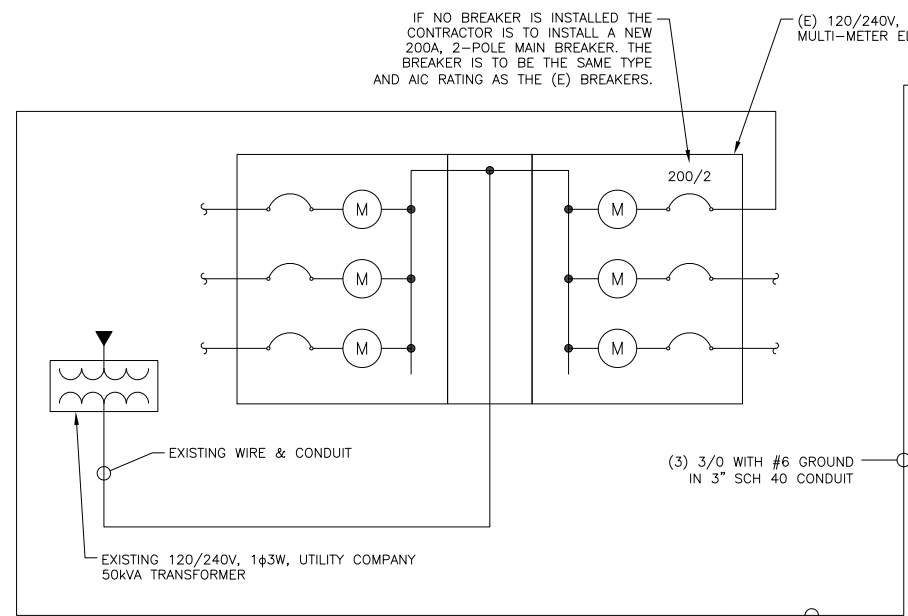 IF NO BREAKER IS INSTALLED THE
CONTRACTOR IS TO INSTALL A NEW
200A, 2-POLE MAIN BREAKER. THE
BREAKER IS TO BE THE SAME TYPE
AND AIC RATING AS THE (E) BREAKERS.
(E) 120/240V,
MULTI-METER
200/2
M
M
M
M
M
M
EXISTING WIRE & CONDUIT
(3) 3/0 WITH #6 GROUND
IN 3" SCH 40 CONDUIT
EXISTING 120/240V, 1ϕ3W, UTILITY COMPANY
50kVA TRANSFORMER